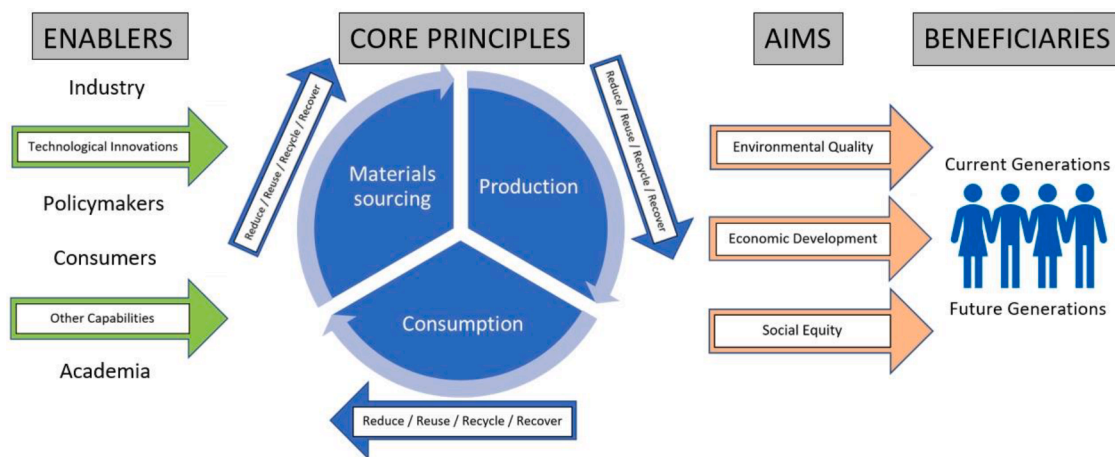 ENABLERS
Industry
Technological Innovations
Policymakers
Consumers
Other Capabilities
Academia
CORE PRINCIPLES
Reduce / Reuse / Recycle / Recover
Materials
sourcing
Production
Consumption
Reduce / Reuse / Recycle / Recover
Reduce / Reuse / Recycle / Recover
AIMS
Environmental Quality
Economic Development
Social Equity
BENEFICIARIES
Current Generations
Future Generations